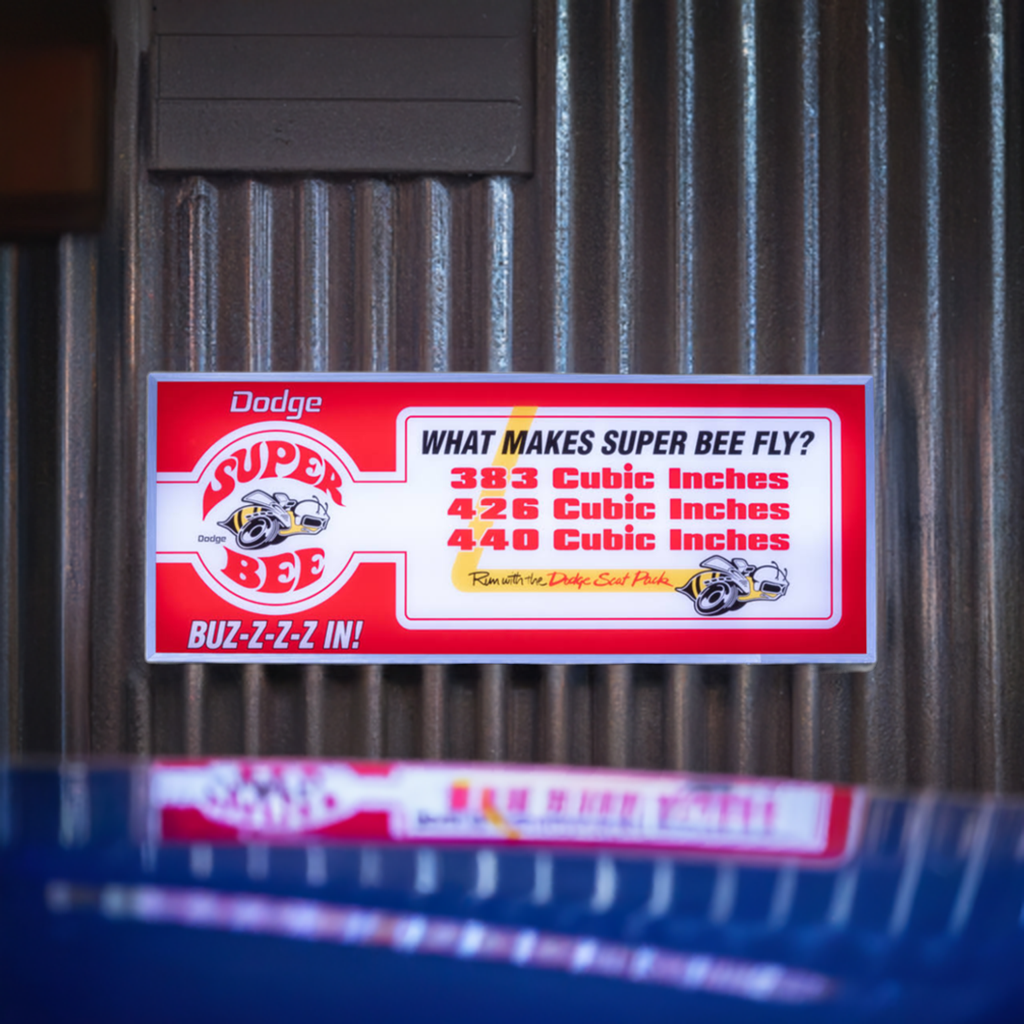 Dodge
SUPER
Dodge
BEE
BUZ-Z-Z-Z IN!
WHAT MAKES SUPER BEE FLY?
383 Cubic Inches
426 Cubic Inches
440 Cubic Inches
Run with the Dodge Scat Pack